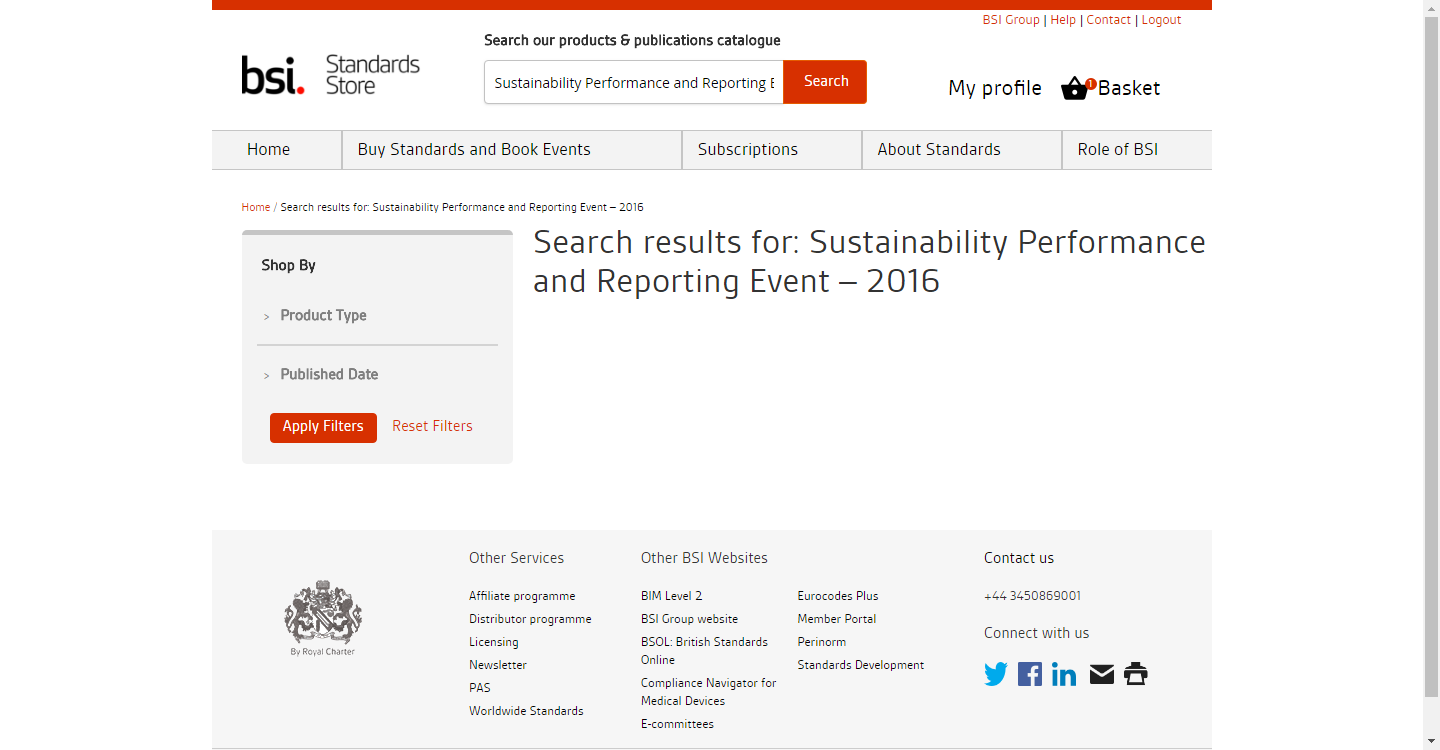 BSI Group | Help | Contact | Logout
Search our products & publications catalogue
bsi. Standards Store
Sustainability Performance and Reporting E
Search
My profile
1
Basket
Home
Buy Standards and Book Events
Subscriptions
About Standards
Role of BSI
Home / Search results for: Sustainability Performance and Reporting Event – 2016
Search results for: Sustainability Performance
and Reporting Event – 2016
Shop By
> Product Type
> Published Date
Apply Filters
Reset Filters
By Royal Charter
Other Services
Affiliate programme
Distributor programme
Licensing
Newsletter
PAS
Worldwide Standards
Other BSI Websites
BIM Level 2
BSI Group website
BSOL: British Standards
Online
Compliance Navigator for
Medical Devices
E-committees
Eurocodes Plus
Member Portal
Perinorm
Standards Development
Contact us
+44 3450869001
Connect with us